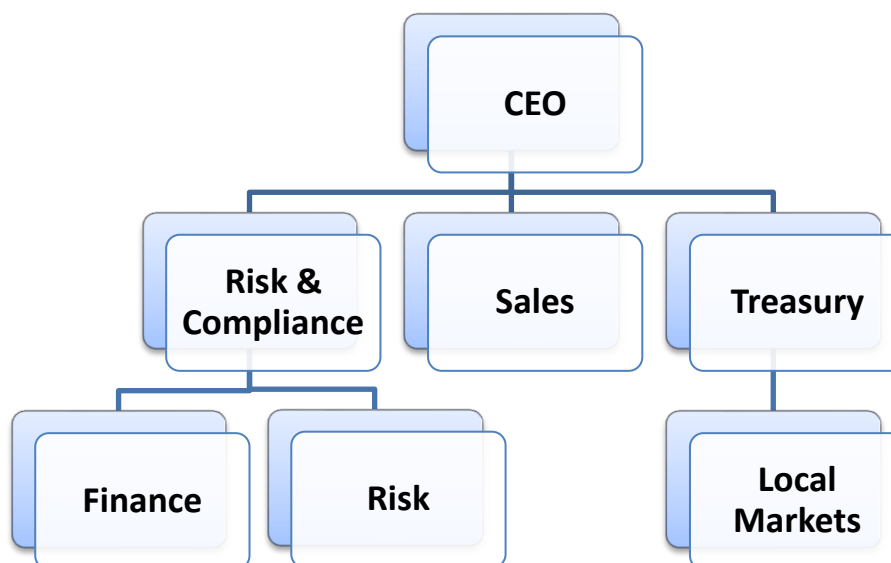 CEO
Risk &
Compliance
Sales
Treasury
Finance
Risk
Local
Markets